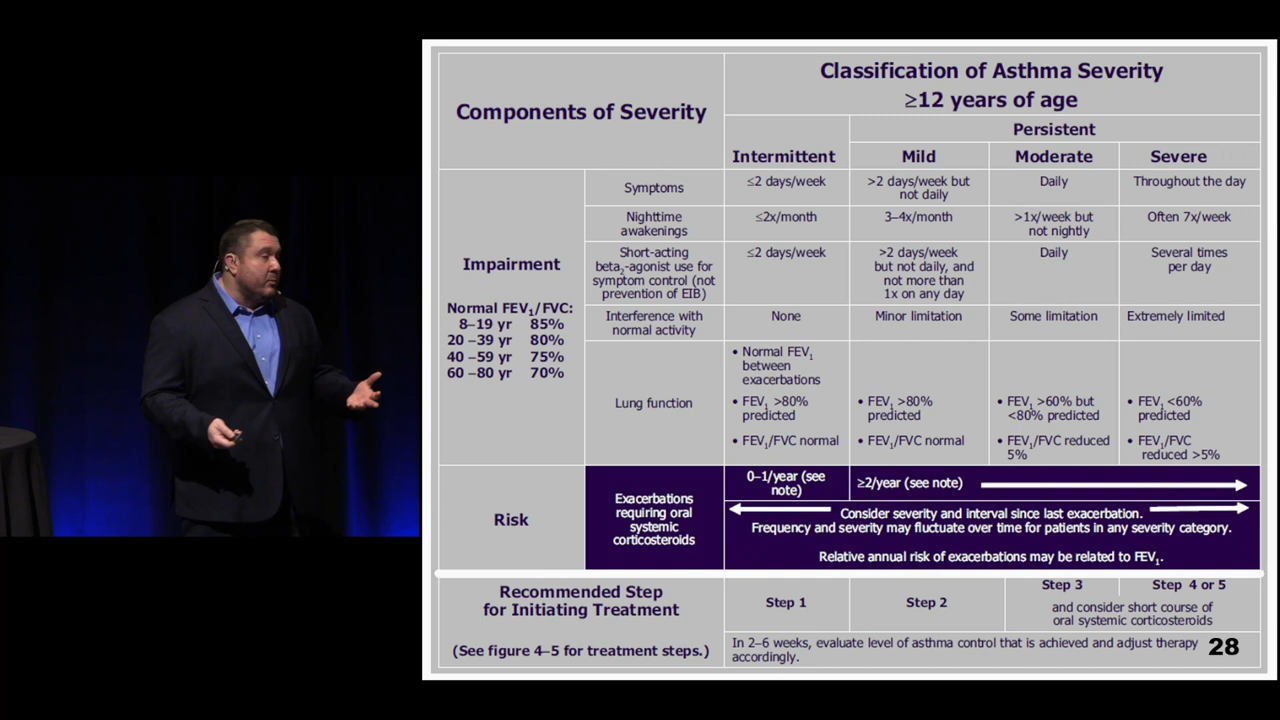 Components of Severity
Classification of Asthma Severity
≥12 years of age
Persistent
Intermittent
Mild
Moderate
Severe
Impairment
Normal FEV₁/FVC:
8–19 yr 85%
20 –39 yr 80%
40 –59 yr 75%
60 –80 yr 70%
Symptoms
≤2 days/week
>2 days/week but
not daily
Daily
Throughout the day
Nighttime
awakenings
≤2x/month
3–4x/month
>1x/week but
not nightly
Often 7x/week
Short-acting
beta₂-agonist use for
symptom control (not
prevention of EIB)
≤2 days/week
>2 days/week
but not daily, and
not more than
1x on any day
Daily
Several times
per day
Interference with
normal activity
None
Minor limitation
Some limitation
Extremely limited
Lung function
• Normal FEV₁
between
exacerbations
• FEV₁ >80%
predicted
• FEV₁/FVC normal
• FEV₁ >80%
predicted
• FEV₁/FVC normal
• FEV₁ >60% but
<80% predicted
• FEV₁/FVC reduced
5%
• FEV₁ <60%
predicted
• FEV₁/FVC
reduced >5%
Risk
Exacerbations
requiring oral
systemic
corticosteroids
0–1/year (see
note)
≥2/year (see note)
Consider severity and interval since last exacerbation.
Frequency and severity may fluctuate over time for patients in any severity category.
Relative annual risk of exacerbations may be related to FEV₁.
Recommended Step
for Initiating Treatment
(See figure 4–5 for treatment steps.)
Step 1
Step 2
Step 3
Step 4 or 5
and consider short course of
oral systemic corticosteroids
In 2–6 weeks, evaluate level of asthma control that is achieved and adjust therapy
accordingly.
28